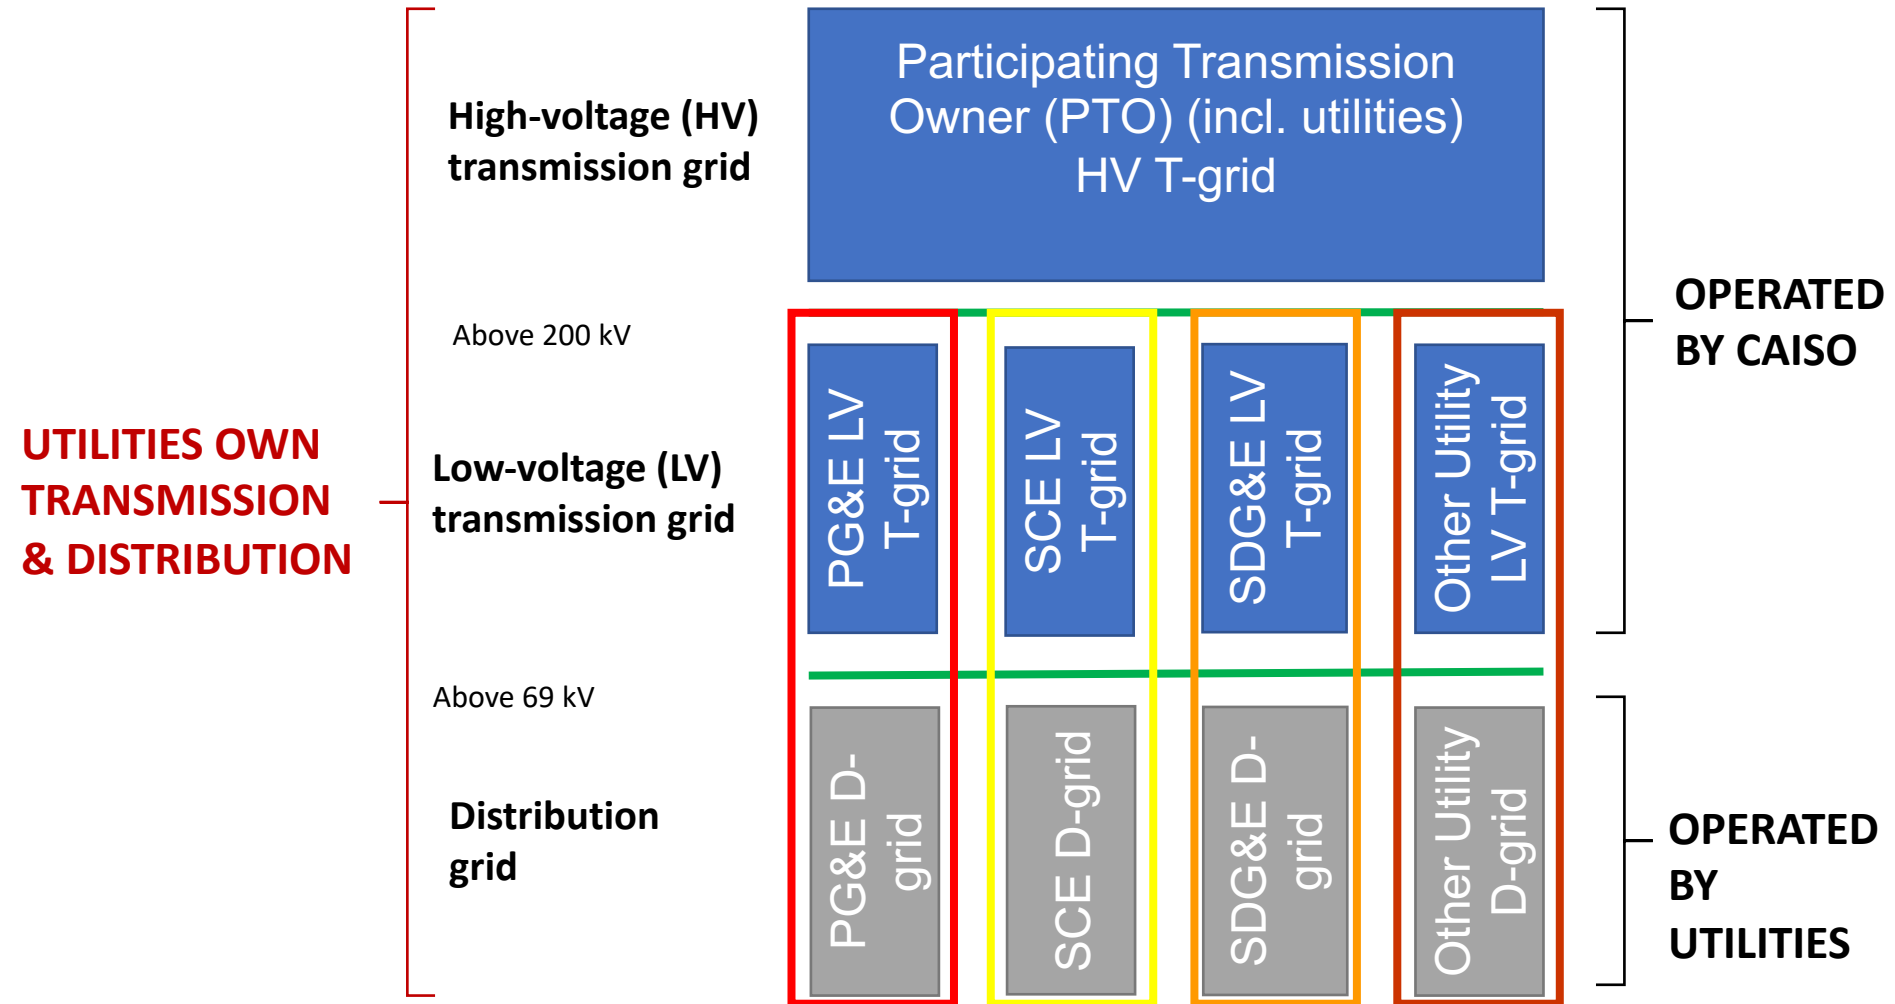 Participating Transmission
Owner (PTO) (incl. utilities)
HV T-grid
High-voltage (HV)
transmission grid
OPERATED
BY CAISO
Above 200 kV
UTILITIES OWN
TRANSMISSION
& DISTRIBUTION
Low-voltage (LV)
transmission grid
PG&E LV
T-grid
SCE LV
T-grid
SDG&E LV
T-grid
Other Utility
LV T-grid
Above 69 kV
Distribution
grid
PG&E D-
grid
SCE D-grid
SDG&E D-
grid
Other Utility
D-grid
OPERATED
BY
UTILITIES